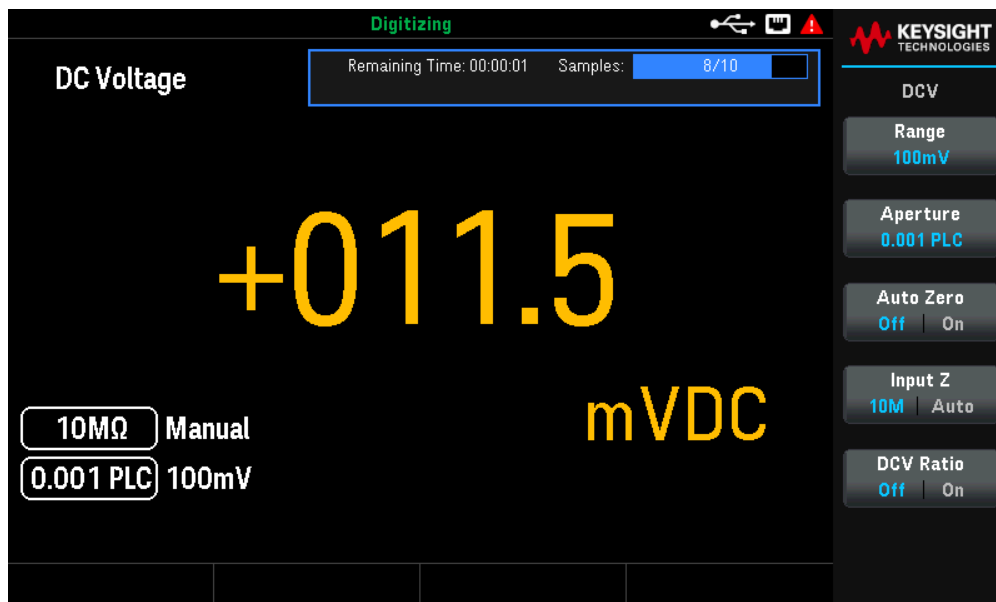 Digitizing
KEYSIGHT
TECHNOLOGIES
DC Voltage
Remaining Time: 00:00:01 Samples: 8/10
DCV
Range
100mV
+011.5
mVDC
Aperture
0.001 PLC
Auto Zero
Off On
Input Z
10M Auto
DCV Ratio
Off On
10MΩ Manual
0.001 PLC 100mV